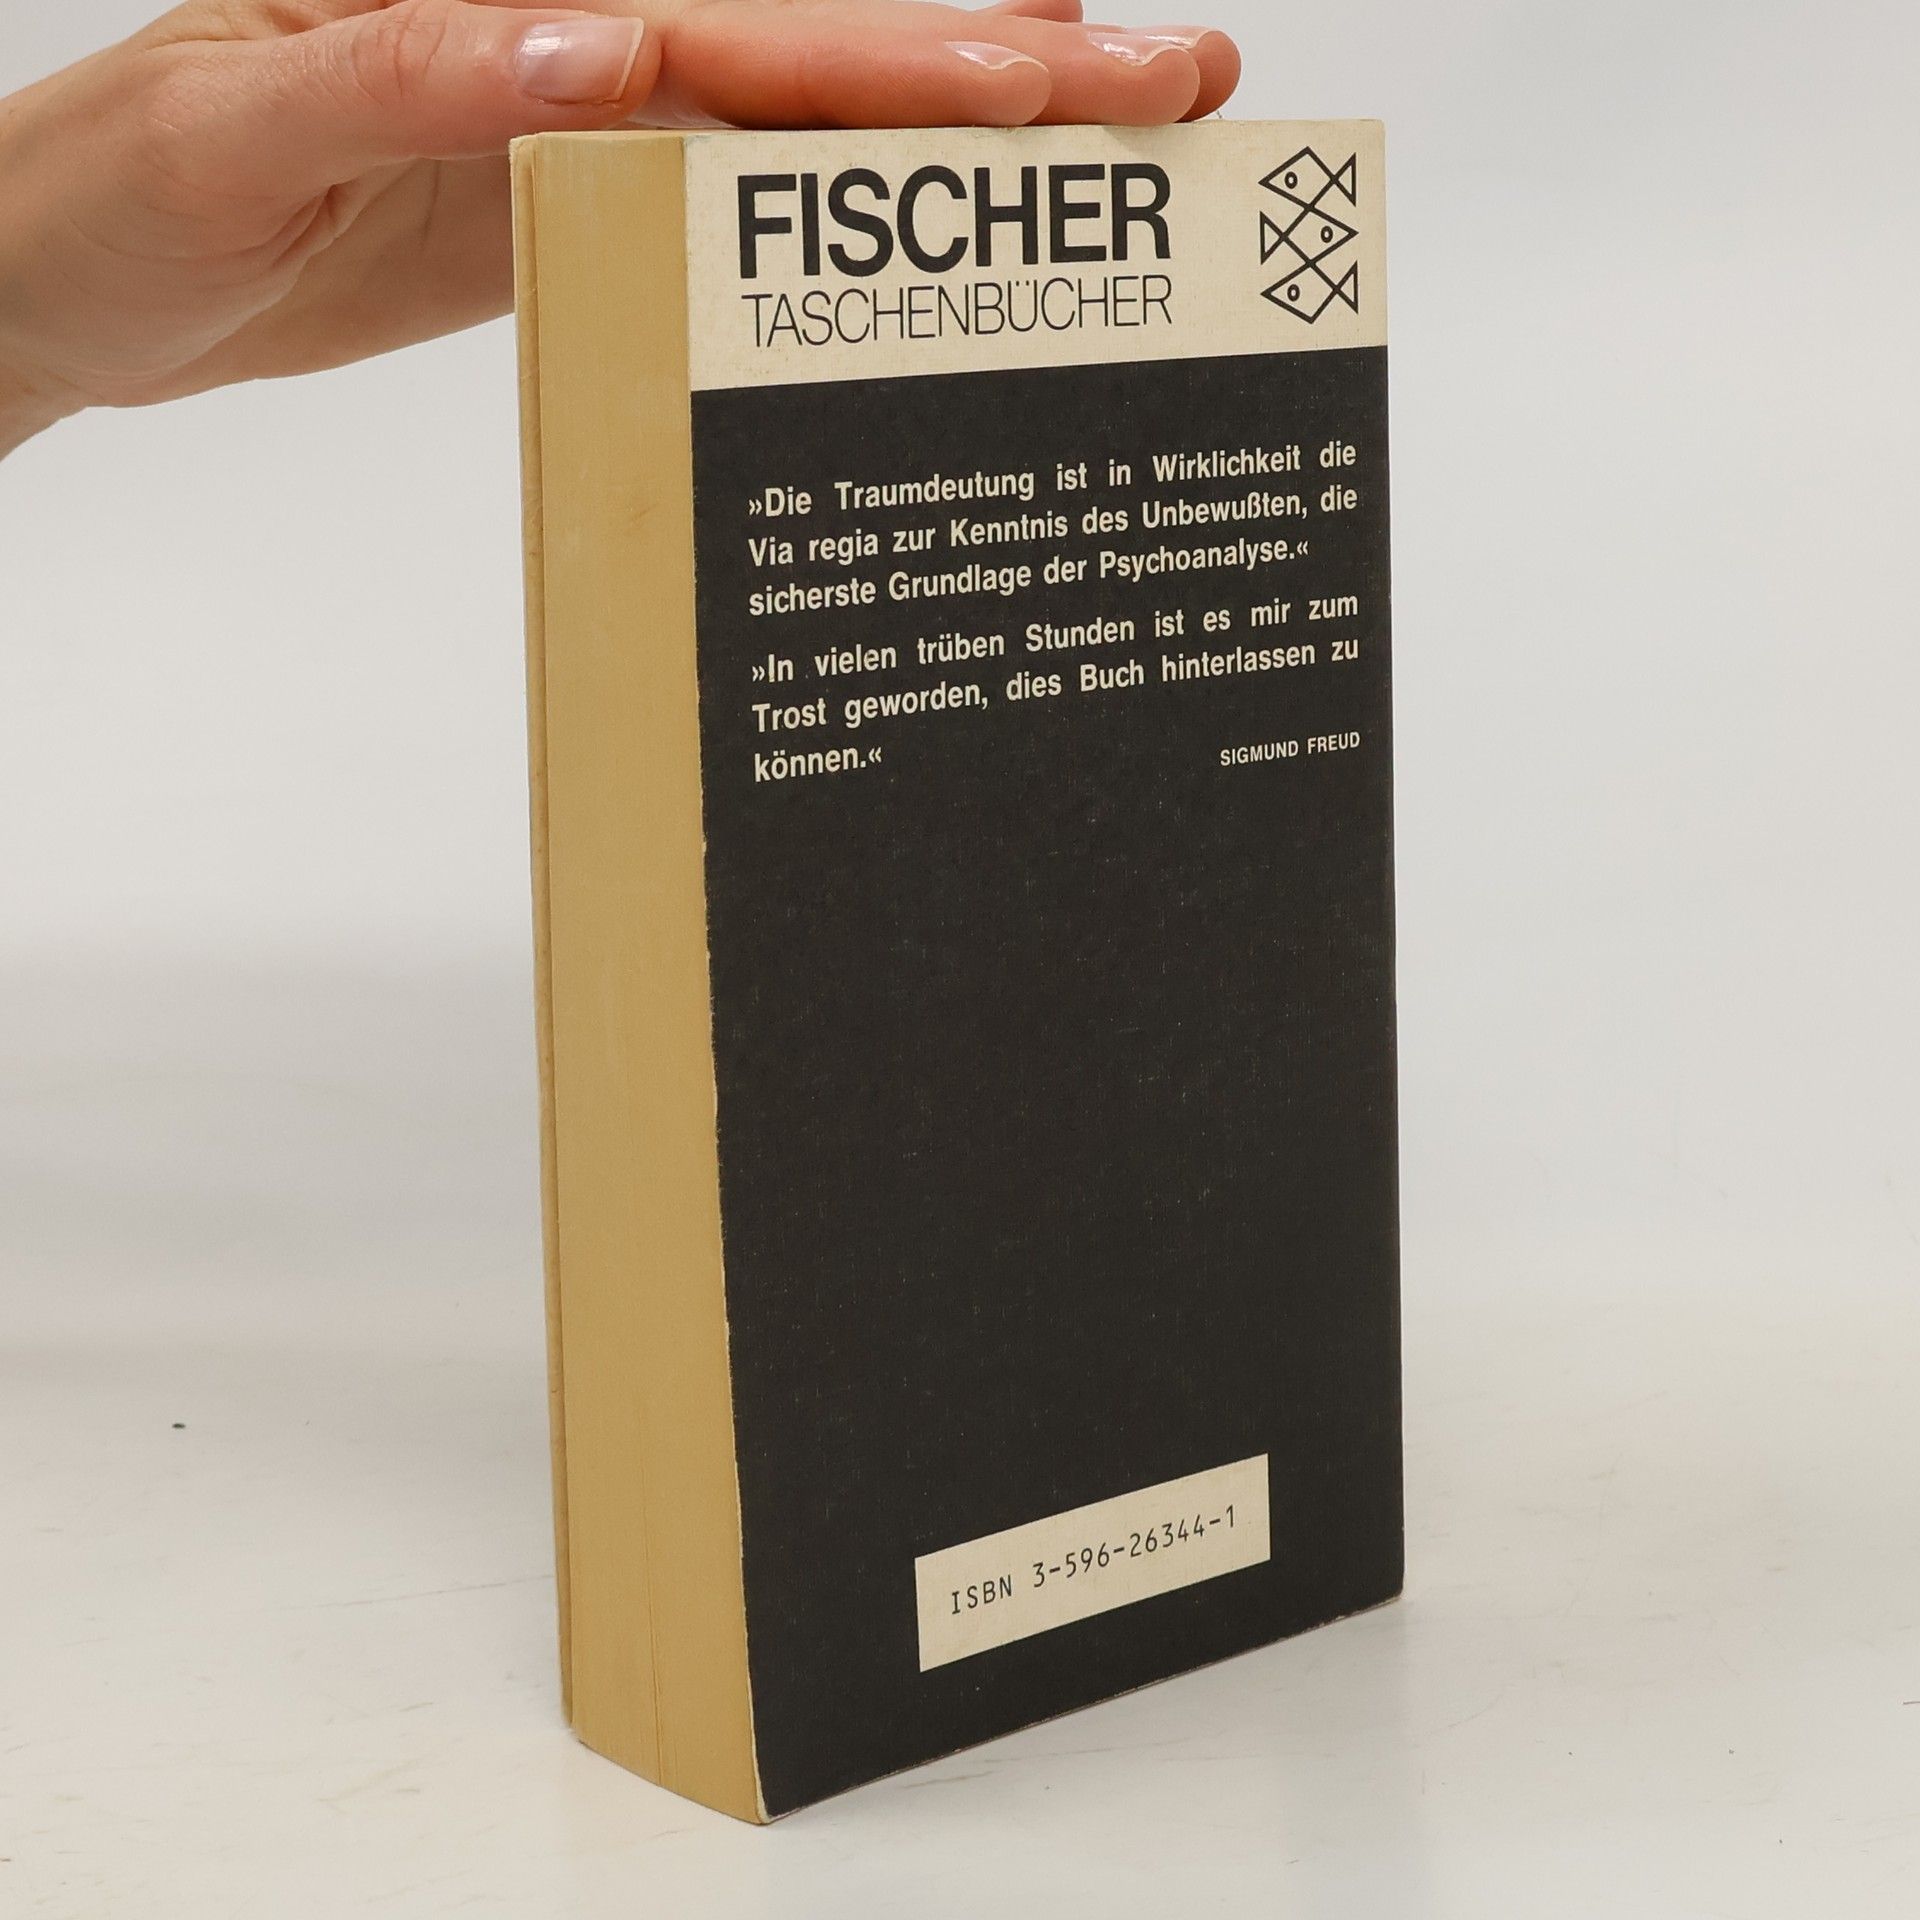 FISCHER
TASCHENBÜCHER
»Die Traumdeutung ist in Wirklichkeit die
Via regia zur Kenntnis des Unbewußten, die
sicherste Grundlage der Psychoanalyse.«
»In vielen trüben Stunden ist es mir zum
Trost geworden, dies Buch hinterlassen zu
können.« SIGMUND FREUD
ISBN 3-596-26344-1